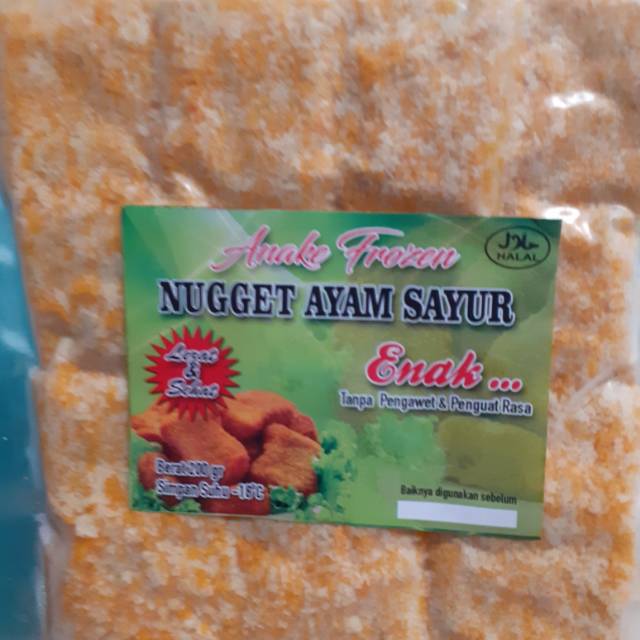 Anake Frozen
حلال
HALAL
NUGGET AYAM SAYUR
Lezat
&
Sehat
Enak ...
Tanpa Pengawet & Penguat Rasa
Berat 200 gr
Simpan Suhu -18°C
Baiknya digunakan sebelum